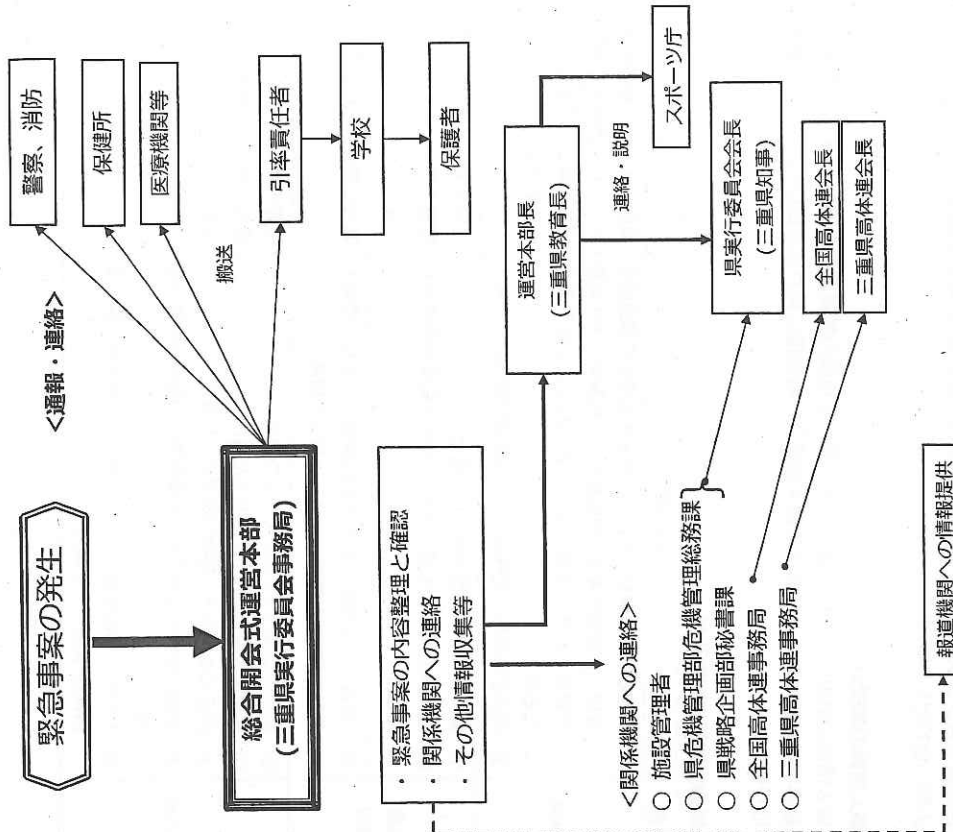 緊急事案の発生
総合開会式運営本部
(三重県実行委員会事務局)
<通報・連絡>
警察、消防
保健所
医療機関等
搬送
引率責任者
学校
保護者
・ 緊急事案の内容整理と確認
・ 関係機関への連絡
・ その他情報収集等
運営本部長
(三重県教育長)
連絡・説明
スポーツ庁
県実行委員会会長
(三重県知事)
全国高体連会長
三重県高体連会長
<関係機関への連絡>
○ 施設管理者
○ 県危機管理部危機管理総務課
○ 県戦略企画部秘書課
○ 全国高体連事務局
○ 三重県高体連事務局
報道機関への情報提供